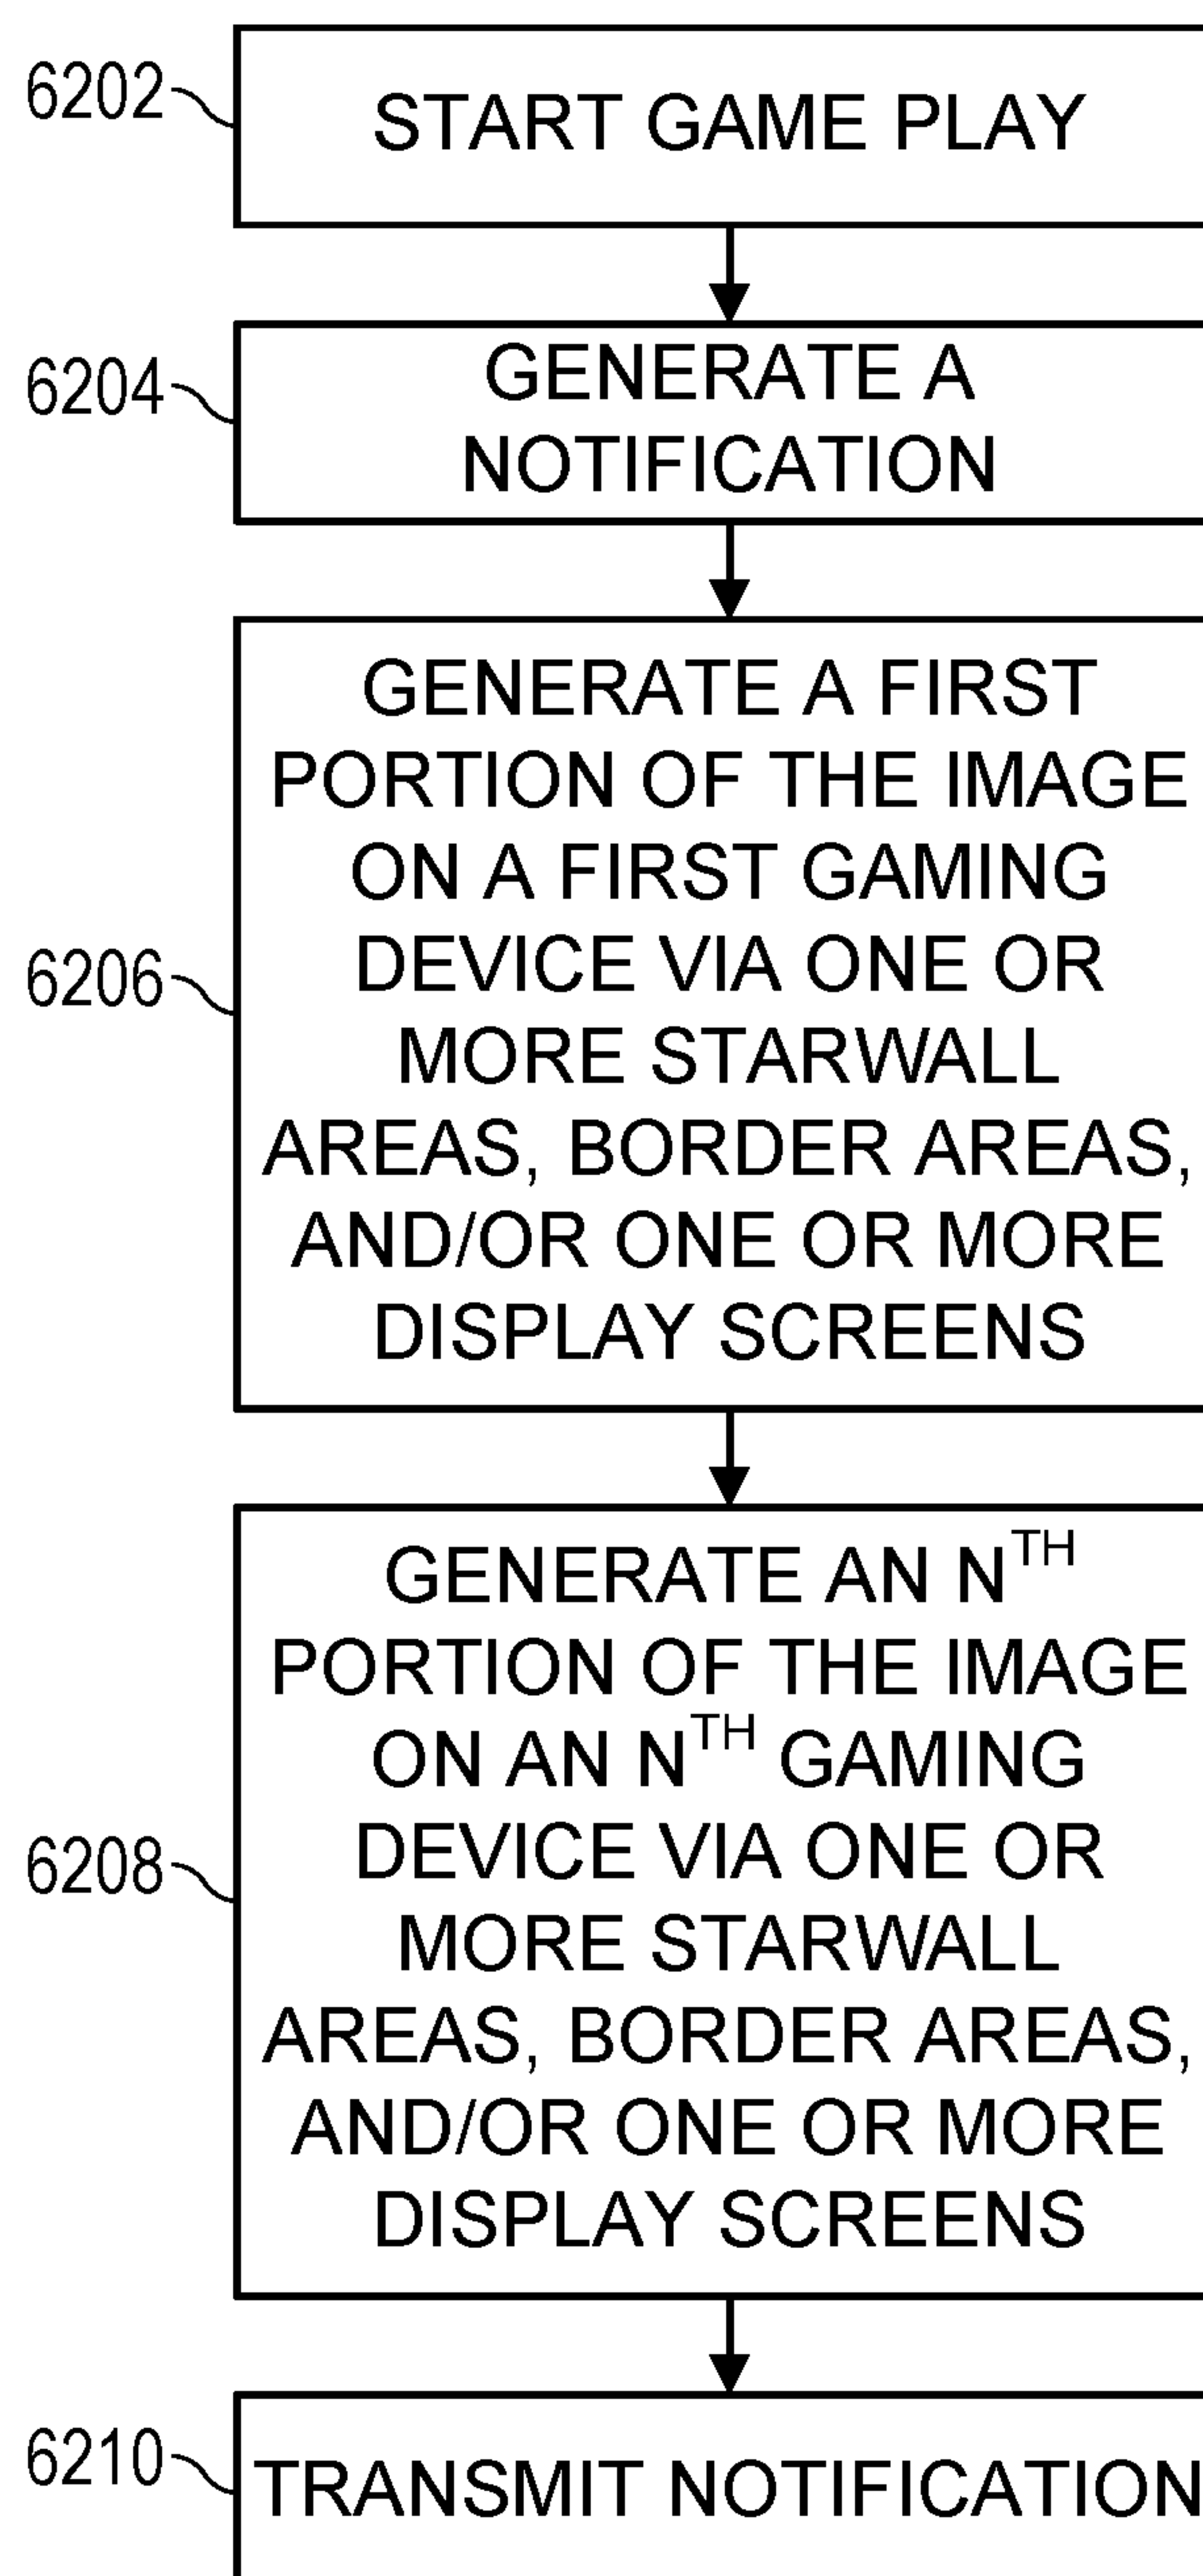 6202
START GAME PLAY
6204
GENERATE A
NOTIFICATION
6206
GENERATE A FIRST
PORTION OF THE IMAGE
ON A FIRST GAMING
DEVICE VIA ONE OR
MORE STARWALL
AREAS, BORDER AREAS,
AND/OR ONE OR MORE
DISPLAY SCREENS
6208
GENERATE AN NTH
PORTION OF THE IMAGE
ON AN NTH GAMING
DEVICE VIA ONE OR
MORE STARWALL
AREAS, BORDER AREAS,
AND/OR ONE OR MORE
DISPLAY SCREENS
6210
TRANSMIT NOTIFICATION